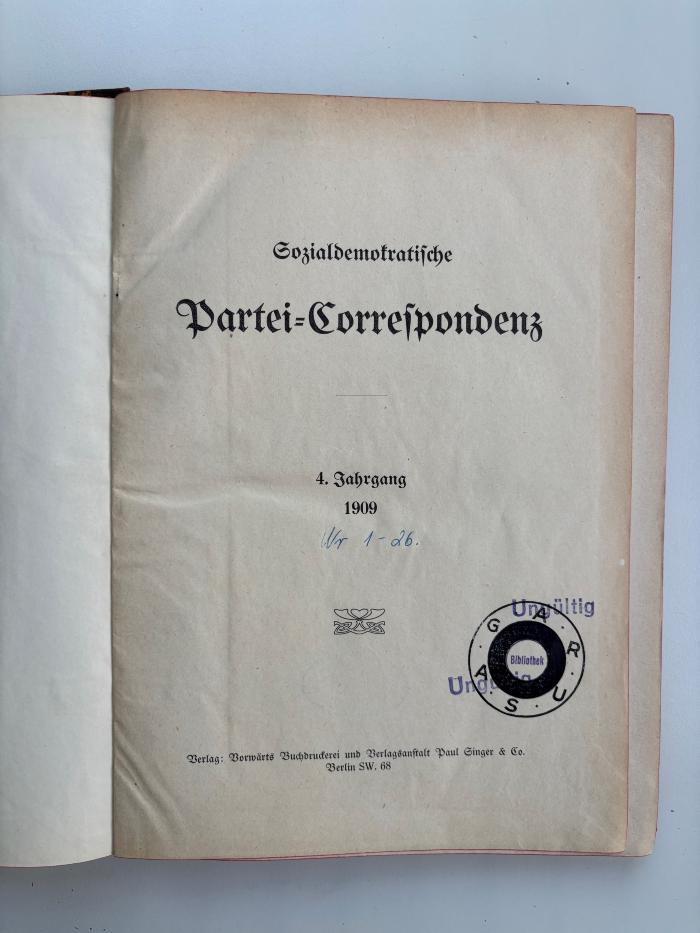 Sozialdemokratische
Partei=Correspondenz
4. Jahrgang
1909
Nr 1-26.
Ungültig
G · A · R · U · S · A ·
Bibliothek
Ungültig
Verlag: Vorwärts Buchdruckerei und Verlagsanstalt Paul Singer & Co.
Berlin SW. 68